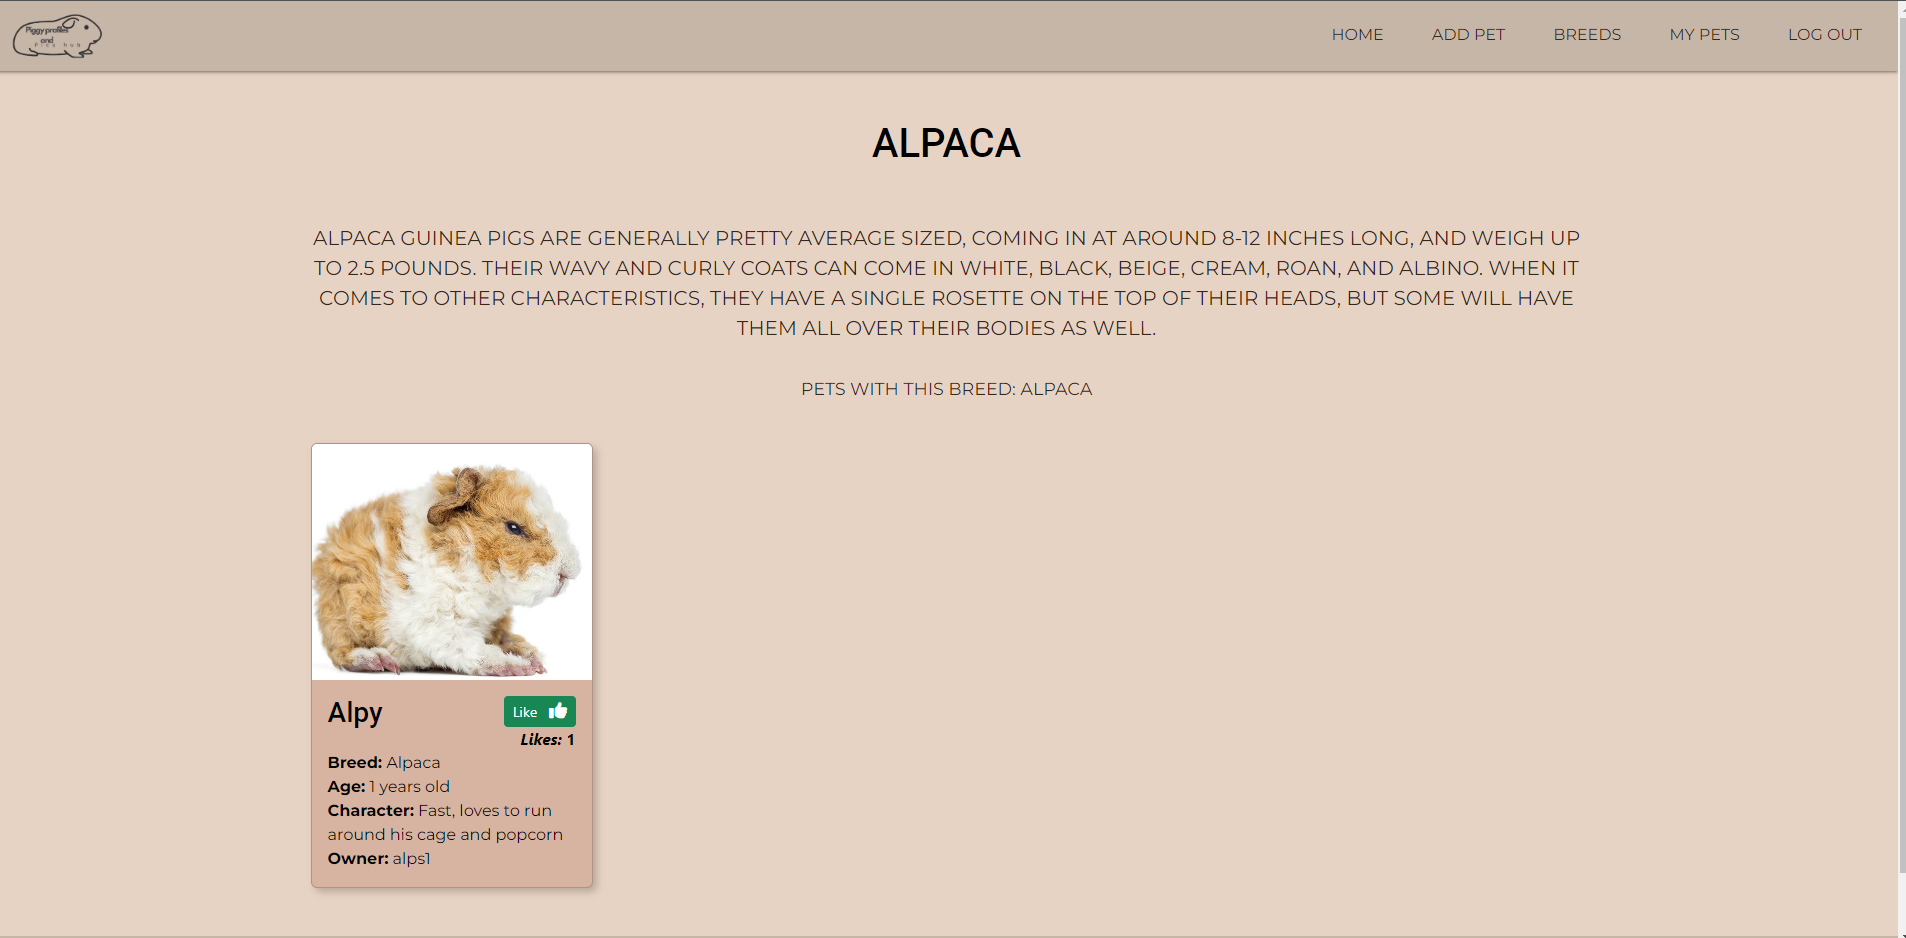 Piggy profiles
and
Pics hub
HOME ADD PET BREEDS MY PETS LOG OUT
ALPACA
ALPACA GUINEA PIGS ARE GENERALLY PRETTY AVERAGE SIZED, COMING IN AT AROUND 8-12 INCHES LONG, AND WEIGH UP
TO 2.5 POUNDS. THEIR WAVY AND CURLY COATS CAN COME IN WHITE, BLACK, BEIGE, CREAM, ROAN, AND ALBINO. WHEN IT
COMES TO OTHER CHARACTERISTICS, THEY HAVE A SINGLE ROSETTE ON THE TOP OF THEIR HEADS, BUT SOME WILL HAVE
THEM ALL OVER THEIR BODIES AS WELL.
PETS WITH THIS BREED: ALPACA
Alpy
Like
Likes: 1
Breed: Alpaca
Age: 1 years old
Character: Fast, loves to run
around his cage and popcorn
Owner: alps1